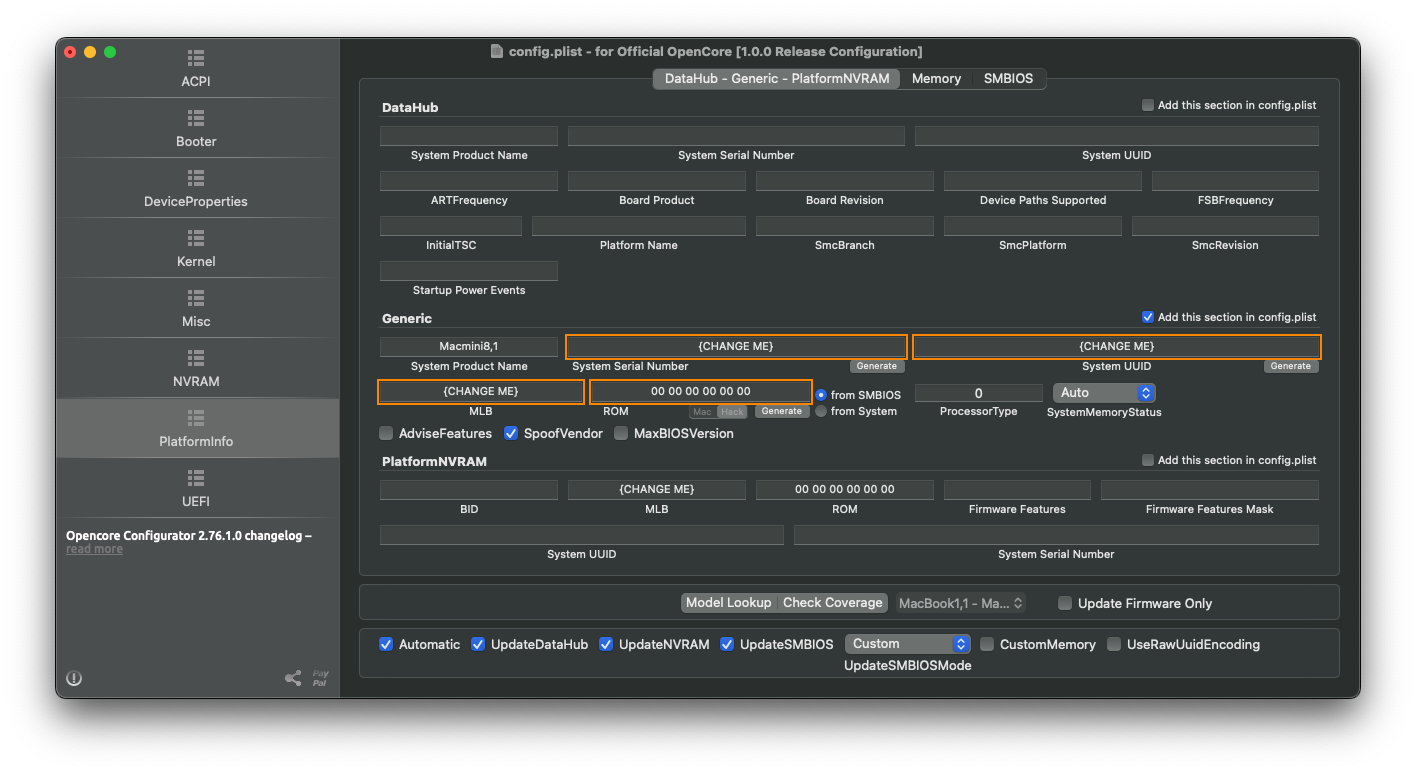 config.plist - for Official OpenCore [1.0.0 Release Configuration]
ACPI
Booter
DeviceProperties
Kernel
Misc
NVRAM
PlatformInfo
UEFI
Opencore Configurator 2.76.1.0 changelog –
read more
Pay
Pal
DataHub - Generic - PlatformNVRAM Memory SMBIOS
DataHub Add this section in config.plist
System Product Name System Serial Number System UUID
ARTFrequency Board Product Board Revision Device Paths Supported FSBFrequency
InitialTSC Platform Name SmcBranch SmcPlatform SmcRevision
Startup Power Events
Generic Add this section in config.plist
Macmini8,1 {CHANGE ME} {CHANGE ME}
System Product Name System Serial Number Generate System UUID Generate
{CHANGE ME} 00 00 00 00 00 00 from SMBIOS 0 Auto
MLB ROM Mac Hack Generate from System ProcessorType SystemMemoryStatus
AdviseFeatures SpoofVendor MaxBIOSVersion
PlatformNVRAM Add this section in config.plist
{CHANGE ME} 00 00 00 00 00 00
BID MLB ROM Firmware Features Firmware Features Mask
System UUID System Serial Number
Model Lookup Check Coverage MacBook1,1 - Ma... Update Firmware Only
Automatic UpdateDataHub UpdateNVRAM UpdateSMBIOS Custom CustomMemory UseRawUuidEncoding
UpdateSMBIOSMode